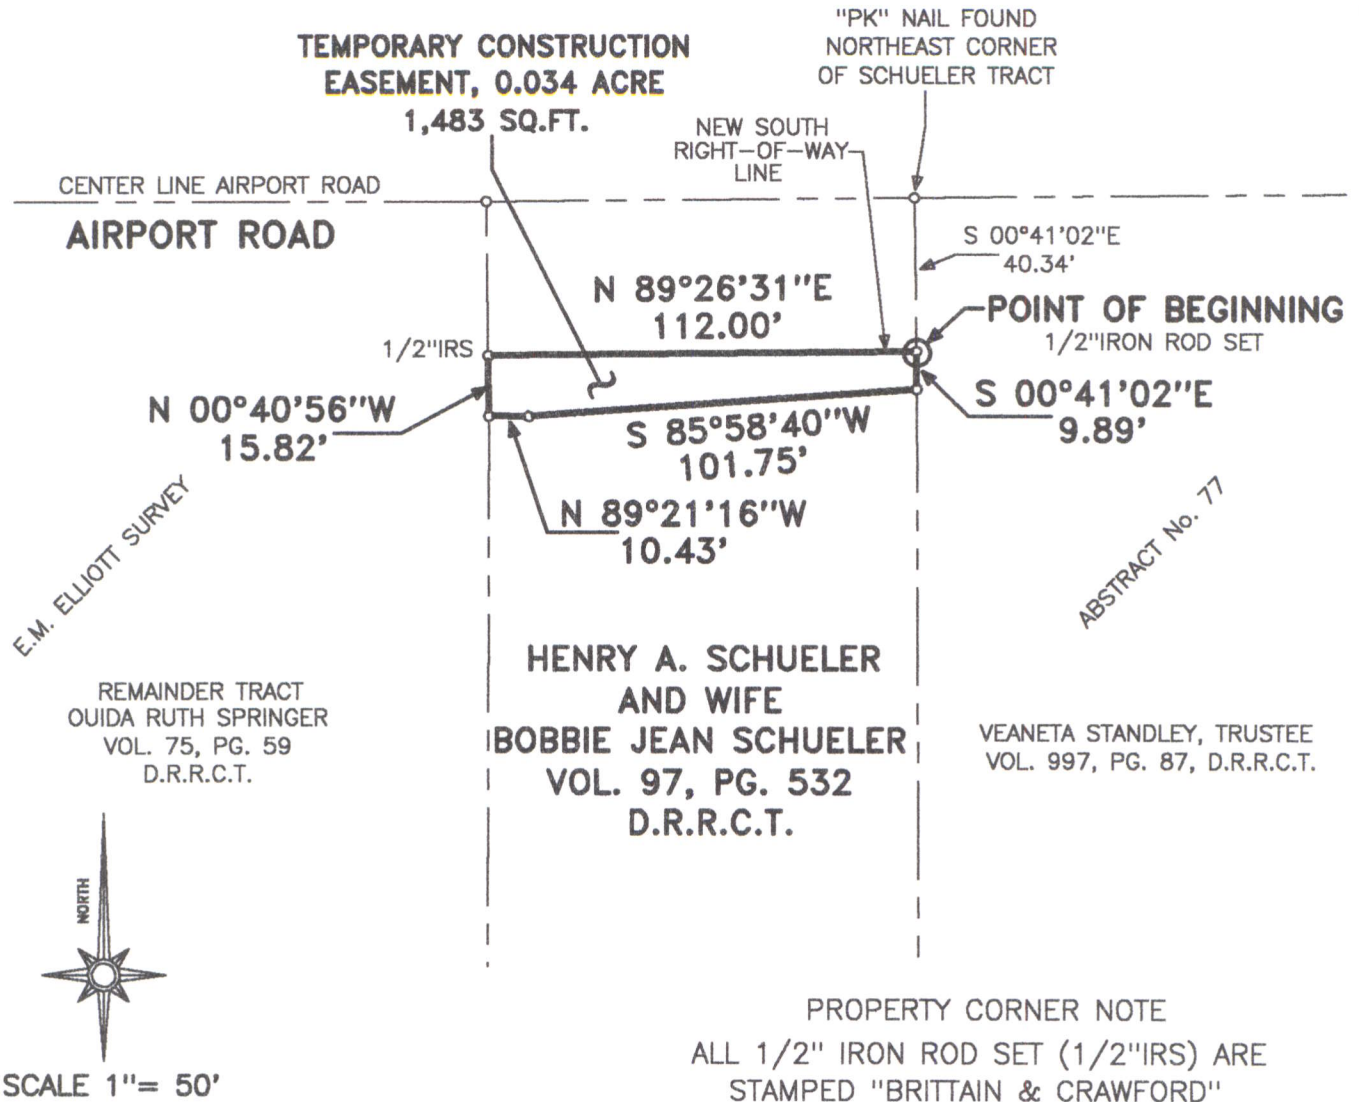 "PK" NAIL FOUND
NORTHEAST CORNER
OF SCHUELER TRACT
TEMPORARY CONSTRUCTION
EASEMENT, 0.034 ACRE
1,483 SQ.FT.
NEW SOUTH
RIGHT-OF-WAY
LINE
CENTER LINE AIRPORT ROAD
AIRPORT ROAD
S 00°41'02"E
40.34'
N 89°26'31"E
112.00'
POINT OF BEGINNING
1/2"IRON ROD SET
1/2"IRS
N 00°40'56"W
15.82'
S 00°41'02"E
9.89'
S 85°58'40"W
101.75'
N 89°21'16"W
10.43'
E.M. ELLIOTT SURVEY
ABSTRACT No. 77
HENRY A. SCHUELER
AND WIFE
BOBBIE JEAN SCHUELER
VOL. 97, PG. 532
D.R.R.C.T.
REMAINDER TRACT
OUIDA RUTH SPRINGER
VOL. 75, PG. 59
D.R.R.C.T.
VEANETA STANDLEY, TRUSTEE
VOL. 997, PG. 87, D.R.R.C.T.
NORTH
SCALE 1"= 50'
PROPERTY CORNER NOTE
ALL 1/2" IRON ROD SET (1/2"IRS) ARE
STAMPED "BRITTAIN & CRAWFORD"